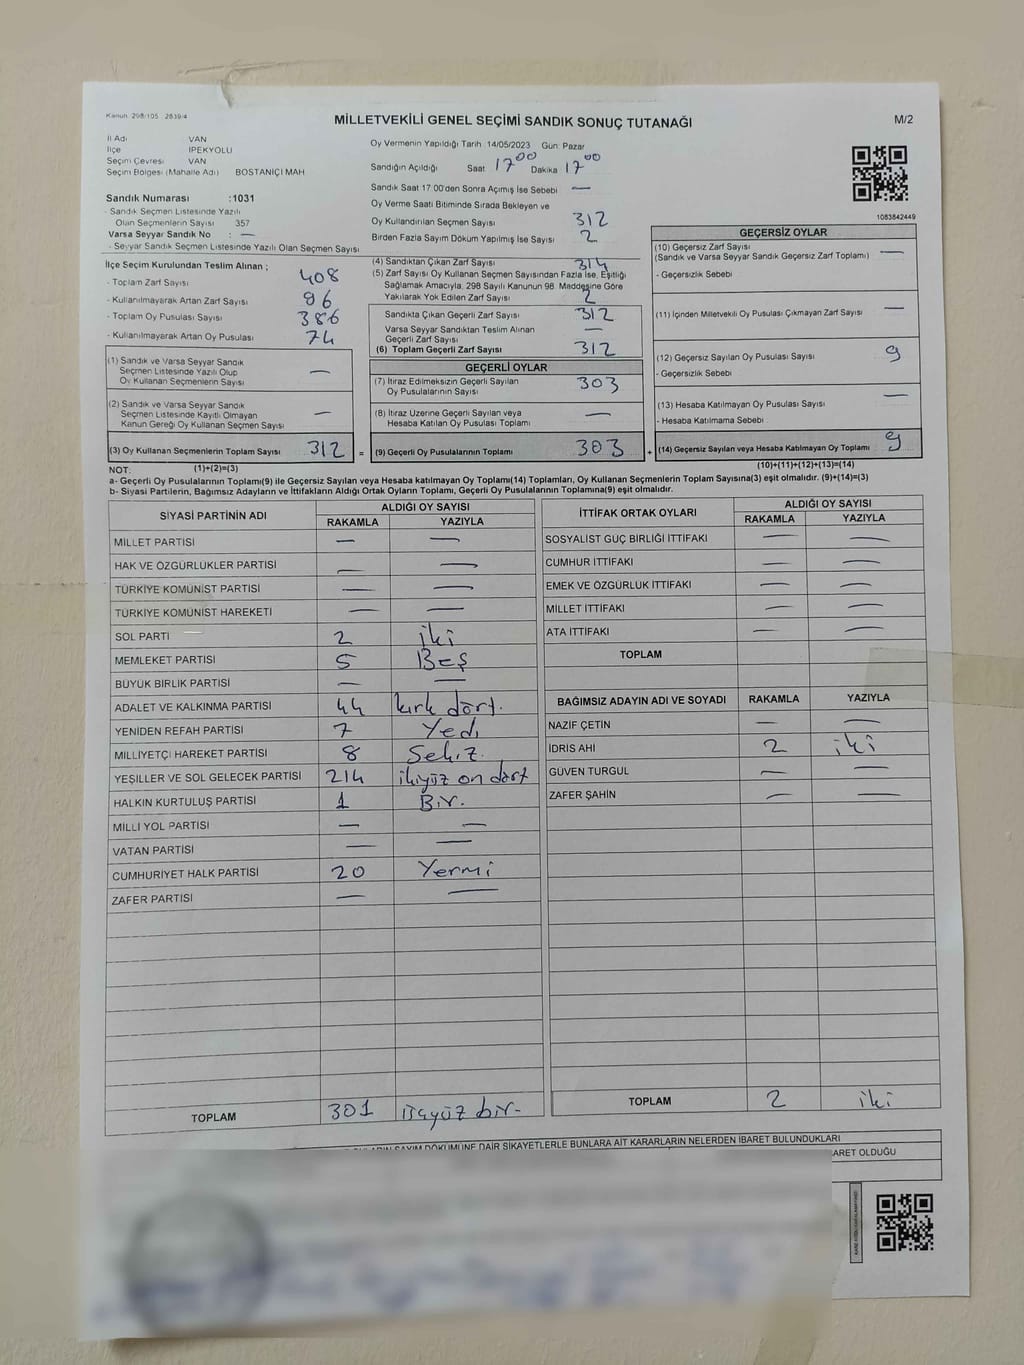 Kanun 298/105 2839/4
MİLLETVEKİLİ GENEL SEÇİMİ SANDIK SONUÇ TUTANAĞI
M/2
İl Adı VAN
İlçe İPEKYOLU
Seçim Çevresi VAN
Seçim Bölgesi (Mahalle Adı) BOSTANİÇİ MAH
Sandık Numarası :1031
- Sandık Seçmen Listesinde Yazılı
Olan Seçmenlerin Sayısı 357
Varsa Seyyar Sandık No : —
- Seyyar Sandık Seçmen Listesinde Yazılı Olan Seçmen Sayısı
Oy Vermenin Yapıldığı Tarih :14/05/2023 Gün: Pazar
Sandığın Açıldığı Saat 17 00 Dakika 17 00
Sandık Saat 17:00'den Sonra Açımış İse Sebebi —
Oy Verme Saati Bitiminde Sırada Bekleyen ve
Oy Kullandırılan Seçmen Sayısı 312
Birden Fazla Sayım Döküm Yapılmış İse Sayısı 2
1083842449
İlçe Seçim Kurulundan Teslim Alınan ;
- Toplam Zarf Sayısı 408
- Kullanılmayarak Artan Zarf Sayısı 96
- Toplam Oy Pusulası Sayısı 386
- Kullanılmayarak Artan Oy Pusulası 74
(1) Sandık ve Varsa Seyyar Sandık
Seçmen Listesinde Yazılı Olup
Oy Kullanan Seçmenlerin Sayısı —
(2) Sandık ve Varsa Seyyar Sandık
Seçmen Listesinde Kayıtlı Olmayan
Kanun Gereği Oy Kullanan Seçmen Sayısı —
(3) Oy Kullanan Seçmenlerin Toplam Sayısı 312 =
(4) Sandıktan Çıkan Zarf Sayısı 314
(5) Zarf Sayısı Oy Kullanan Seçmen Sayısından Fazla İse, Eşitliği
Sağlamak Amacıyla, 298 Sayılı Kanunun 98. Maddesine Göre
Yakılarak Yok Edilen Zarf Sayısı 2
Sandıkta Çıkan Geçerli Zarf Sayısı 312
Varsa Seyyar Sandıktan Teslim Alınan
Geçerli Zarf Sayısı —
(6) Toplam Geçerli Zarf Sayısı 312
GEÇERLİ OYLAR
(7) İtiraz Edilmeksizin Geçerli Sayılan
Oy Pusulalarının Sayısı 303
(8) İtiraz Üzerine Geçerli Sayılan veya
Hesaba Katılan Oy Pusulası Toplamı —
(9) Geçerli Oy Pusulalarının Toplamı 303 +
GEÇERSİZ OYLAR
(10) Geçersiz Zarf Sayısı
(Sandık ve Varsa Seyyar Sandık Geçersiz Zarf Toplamı) —
- Geçersizlik Sebebi
(11) İçinden Milletvekili Oy Pusulası Çıkmayan Zarf Sayısı —
(12) Geçersiz Sayılan Oy Pusulası Sayısı 9
- Geçersizlik Sebebi
(13) Hesaba Katılmayan Oy Pusulası Sayısı —
- Hesaba Katılmama Sebebi
(14) Geçersiz Sayılan veya Hesaba Katılmayan Oy Toplamı 9
NOT: (1)+(2)=(3) (10)+(11)+(12)+(13)=(14)
a- Geçerli Oy Pusulalarının Toplamı(9) ile Geçersiz Sayılan veya Hesaba katılmayan Oy Toplamı(14) Toplamları, Oy Kullanan Seçmenlerin Toplam Sayısına(3) eşit olmalıdır. (9)+(14)=(3)
b- Siyasi Partilerin, Bağımsız Adayların ve İttifakların Aldığı Ortak Oyların Toplamı, Geçerli Oy Pusulalarının Toplamına(9) eşit olmalıdır.
SİYASİ PARTİNİN ADI ALDIĞI OY SAYISI
RAKAMLA YAZIYLA
MİLLET PARTİSİ — —
HAK VE ÖZGÜRLÜKLER PARTİSİ — —
TÜRKİYE KOMÜNİST PARTİSİ — —
TÜRKİYE KOMÜNİST HAREKETİ — —
SOL PARTİ 2 iki
MEMLEKET PARTİSİ 5 Beş
BÜYÜK BİRLİK PARTİSİ — —
ADALET VE KALKINMA PARTİSİ 44 kırk dört.
YENİDEN REFAH PARTİSİ 7 Yedi
MİLLİYETÇİ HAREKET PARTİSİ 8 Sekiz.
YEŞİLLER VE SOL GELECEK PARTİSİ 214 ikiyüz on dört
HALKIN KURTULUŞ PARTİSİ 1 Bir.
MİLLİ YOL PARTİSİ — —
VATAN PARTİSİ — —
CUMHURİYET HALK PARTİSİ 20 Yermi
ZAFER PARTİSİ — —
TOPLAM 301 üçyüz bir-
İTTİFAK ORTAK OYLARI ALDIĞI OY SAYISI
RAKAMLA YAZIYLA
SOSYALİST GÜÇ BİRLİĞİ İTTİFAKI — —
CUMHUR İTTİFAKI — —
EMEK VE ÖZGÜRLÜK İTTİFAKI — —
MİLLET İTTİFAKI — —
ATA İTTİFAKI — —
TOPLAM
BAĞIMSIZ ADAYIN ADI VE SOYADI RAKAMLA YAZIYLA
NAZİF ÇETİN — —
İDRİS AHİ 2 iki
GÜVEN TURGUL — —
ZAFER ŞAHİN — —
TOPLAM 2 iki
SAYIM DÖKÜMÜNE DAİR ŞİKAYETLERLE BUNLARA AİT KARARLARIN NELERDEN İBARET BULUNDUKLARI
OLDUĞU